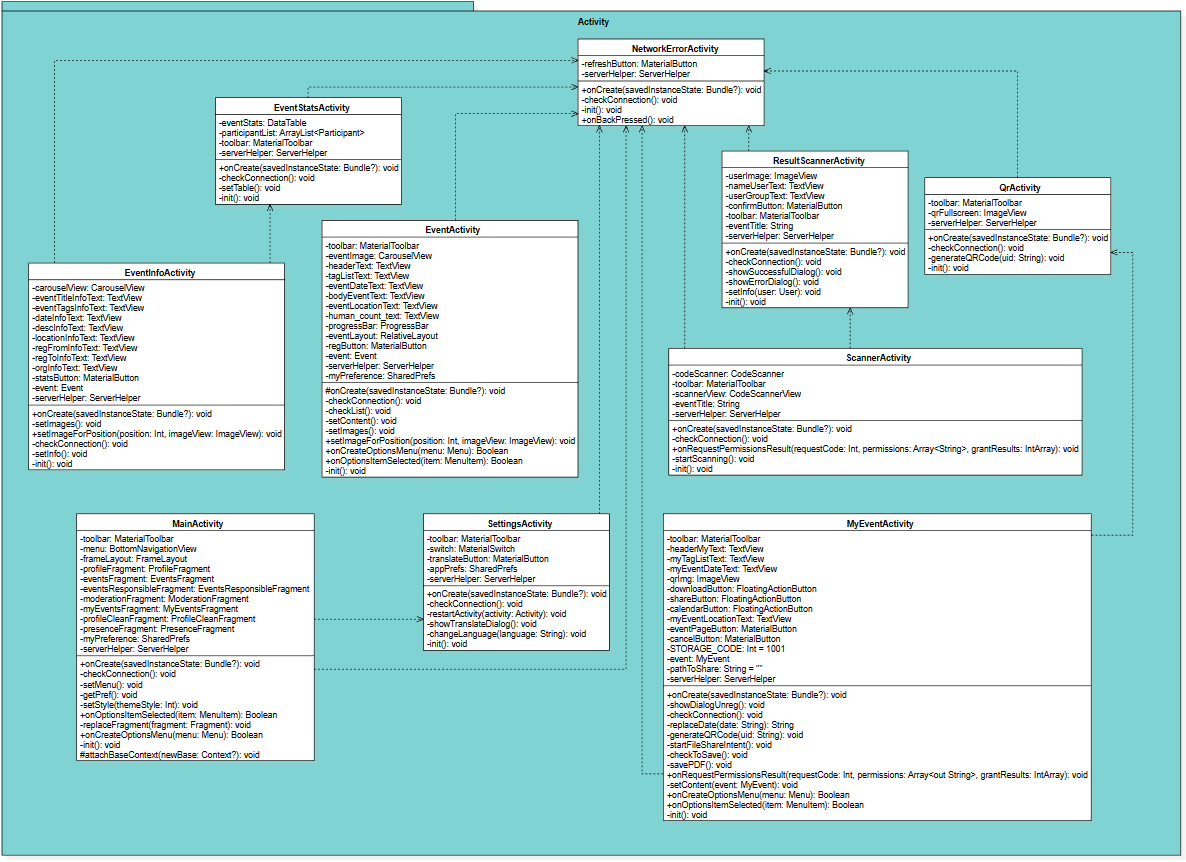 Activity
NetworkErrorActivity
-refreshButton: MaterialButton
-serverHelper: ServerHelper
+onCreate(savedInstanceState: Bundle?): void
-checkConnection(): void
-init(): void
+onBackPressed(): void
EventStatsActivity
-eventStats: DataTable
-participantList: ArrayList<Participant>
-toolbar: MaterialToolbar
-serverHelper: ServerHelper
+onCreate(savedInstanceState: Bundle?): void
-checkConnection(): void
-setTable(): void
-init(): void
ResultScannerActivity
-userImage: ImageView
-nameUserText: TextView
-userGroupText: TextView
-confirmButton: MaterialButton
-toolbar: MaterialToolbar
-eventTitle: String
-serverHelper: ServerHelper
+onCreate(savedInstanceState: Bundle?): void
-checkConnection(): void
-showSuccessfulDialog(): void
-showErrorDialog(): void
-setInfo(user: User): void
-init(): void
QrActivity
-toolbar: MaterialToolbar
-qrFullscreen: ImageView
-serverHelper: ServerHelper
+onCreate(savedInstanceState: Bundle?): void
-checkConnection(): void
-generateQRCode(uid: String): void
-init(): void
EventInfoActivity
-carouselView: CarouselView
-eventTitleInfoText: TextView
-eventTagsInfoText: TextView
-dateInfoText: TextView
-descInfoText: TextView
-locationInfoText: TextView
-regFromInfoText: TextView
-regToInfoText: TextView
-orgInfoText: TextView
-statsButton: MaterialButton
-event: Event
-serverHelper: ServerHelper
+onCreate(savedInstanceState: Bundle?): void
-setImages(): void
+setImageForPosition(position: Int, imageView: ImageView): void
-checkConnection(): void
-setInfo(): void
-init(): void
EventActivity
-toolbar: MaterialToolbar
-eventImage: CarouselView
-headerText: TextView
-tagListText: TextView
-eventDateText: TextView
-bodyEventText: TextView
-eventLocationText: TextView
-human_count_text: TextView
-progressBar: ProgressBar
-eventLayout: RelativeLayout
-regButton: MaterialButton
-event: Event
-serverHelper: ServerHelper
-myPreference: SharedPrefs
#onCreate(savedInstanceState: Bundle?): void
-checkConnection(): void
-checkList(): void
-setContent(): void
-setImages(): void
+setImageForPosition(position: Int, imageView: ImageView): void
+onCreateOptionsMenu(menu: Menu): Boolean
+onOptionsItemSelected(item: MenuItem): Boolean
-init(): void
ScannerActivity
-codeScanner: CodeScanner
-toolbar: MaterialToolbar
-scannerView: CodeScannerView
-eventTitle: String
-serverHelper: ServerHelper
+onCreate(savedInstanceState: Bundle?): void
-checkConnection(): void
+onRequestPermissionsResult(requestCode: Int, permissions: Array<String>, grantResults: IntArray): void
-startScanning(): void
-init(): void
MainActivity
-toolbar: MaterialToolbar
-menu: BottomNavigationView
-frameLayout: FrameLayout
-profileFragment: ProfileFragment
-eventsFragment: EventsFragment
-eventsResponsibleFragment: EventsResponsibleFragment
-moderationFragment: ModerationFragment
-myEventsFragment: MyEventsFragment
-profileCleanFragment: ProfileCleanFragment
-presenceFragment: PresenceFragment
-myPreference: SharedPrefs
-serverHelper: ServerHelper
+onCreate(savedInstanceState: Bundle?): void
-checkConnection(): void
-setMenu(): void
-getPref(): void
-setStyle(themeStyle: Int): void
+onOptionsItemSelected(item: MenuItem): Boolean
-replaceFragment(fragment: Fragment): void
+onCreateOptionsMenu(menu: Menu): Boolean
-init(): void
#attachBaseContext(newBase: Context?): void
SettingsActivity
-toolbar: MaterialToolbar
-switch: MaterialSwitch
-translateButton: MaterialButton
-appPrefs: SharedPrefs
-serverHelper: ServerHelper
+onCreate(savedInstanceState: Bundle?): void
-checkConnection(): void
-restartActivity(activity: Activity): void
-showTranslateDialog(): void
-changeLanguage(language: String): void
-init(): void
MyEventActivity
-toolbar: MaterialToolbar
-headerMyText: TextView
-myTagListText: TextView
-myEventDateText: TextView
-qrImg: ImageView
-downloadButton: FloatingActionButton
-shareButton: FloatingActionButton
-calendarButton: FloatingActionButton
-myEventLocationText: TextView
-eventPageButton: MaterialButton
-cancelButton: MaterialButton
-STORAGE_CODE: Int = 1001
-event: MyEvent
-pathToShare: String = ""
-serverHelper: ServerHelper
+onCreate(savedInstanceState: Bundle?): void
-showDialogUnreg(): void
-checkConnection(): void
-replaceDate(date: String): String
-generateQRCode(uid: String): void
-startFileShareIntent(): void
-checkToSave(): void
-savePDF(): void
+onRequestPermissionsResult(requestCode: Int, permissions: Array<out String>, grantResults: IntArray): void
-setContent(event: MyEvent): void
+onCreateOptionsMenu(menu: Menu): Boolean
+onOptionsItemSelected(item: MenuItem): Boolean
-init(): void